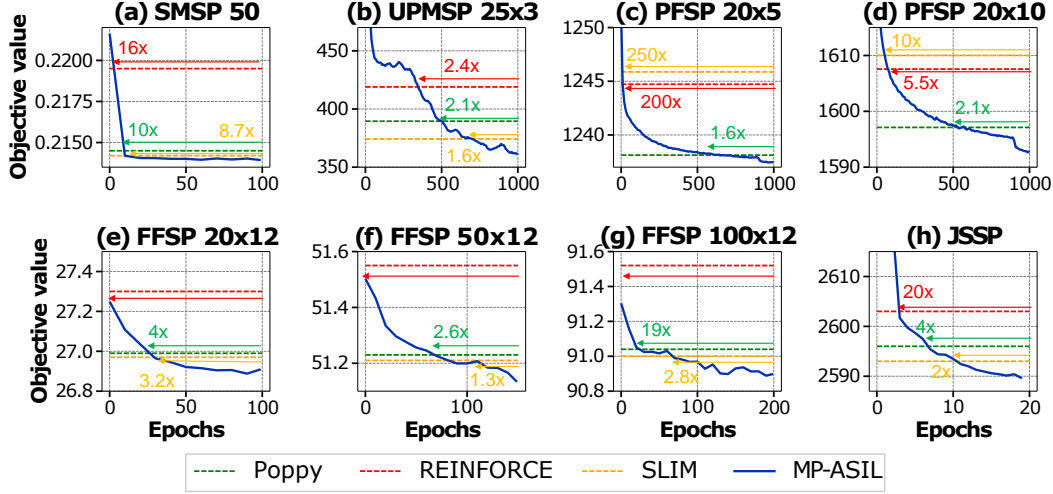 (a) SMSP 50
(b) UPMSP 25x3
(c) PFSP 20x5
(d) PFSP 20x10
Objective value
0.2200
0.2175
0.2150
16x
10x
8.7x
0
50
100
450
400
350
2.4x
2.1x
1.6x
0
500
1000
1250
1245
1240
250x
200x
1.6x
0
500
1000
1610
1600
1590
10x
5.5x
2.1x
0
500
1000
(e) FFSP 20x12
(f) FFSP 50x12
(g) FFSP 100x12
(h) JSSP
Objective value
27.4
27.2
27.0
26.8
4x
3.2x
0
50
100
Epochs
51.6
51.4
51.2
2.6x
1.3x
0
100
Epochs
91.6
91.4
91.2
91.0
90.8
19x
2.8x
0
100
200
Epochs
2610
2600
2590
20x
4x
2x
0
10
20
Epochs
Poppy
REINFORCE
SLIM
MP-ASIL